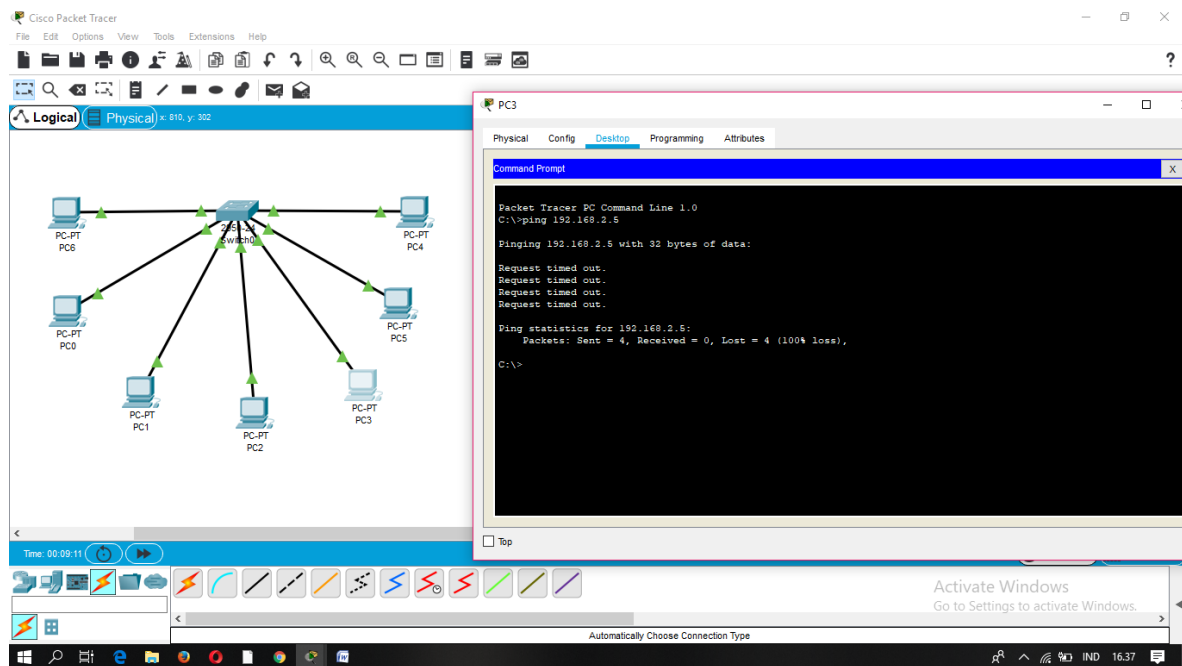 Cisco Packet Tracer
File Edit Options View Tools Extensions Help
?
Logical Physical x: 810, y: 302
PC3
Physical Config Desktop Programming Attributes
Command Prompt
X
Packet Tracer PC Command Line 1.0
C:\>ping 192.168.2.5
Pinging 192.168.2.5 with 32 bytes of data:
Request timed out.
Request timed out.
Request timed out.
Request timed out.
Ping statistics for 192.168.2.5:
Packets: Sent = 4, Received = 0, Lost = 4 (100% loss),
C:\>
Top
PC-PT
PC6
2950-24
Switch0
PC-PT
PC4
PC-PT
PC0
PC-PT
PC5
PC-PT
PC1
PC-PT
PC2
PC-PT
PC3
Time: 00:09:11
Activate Windows
Go to Settings to activate Windows.
Automatically Choose Connection Type
IND 16.37